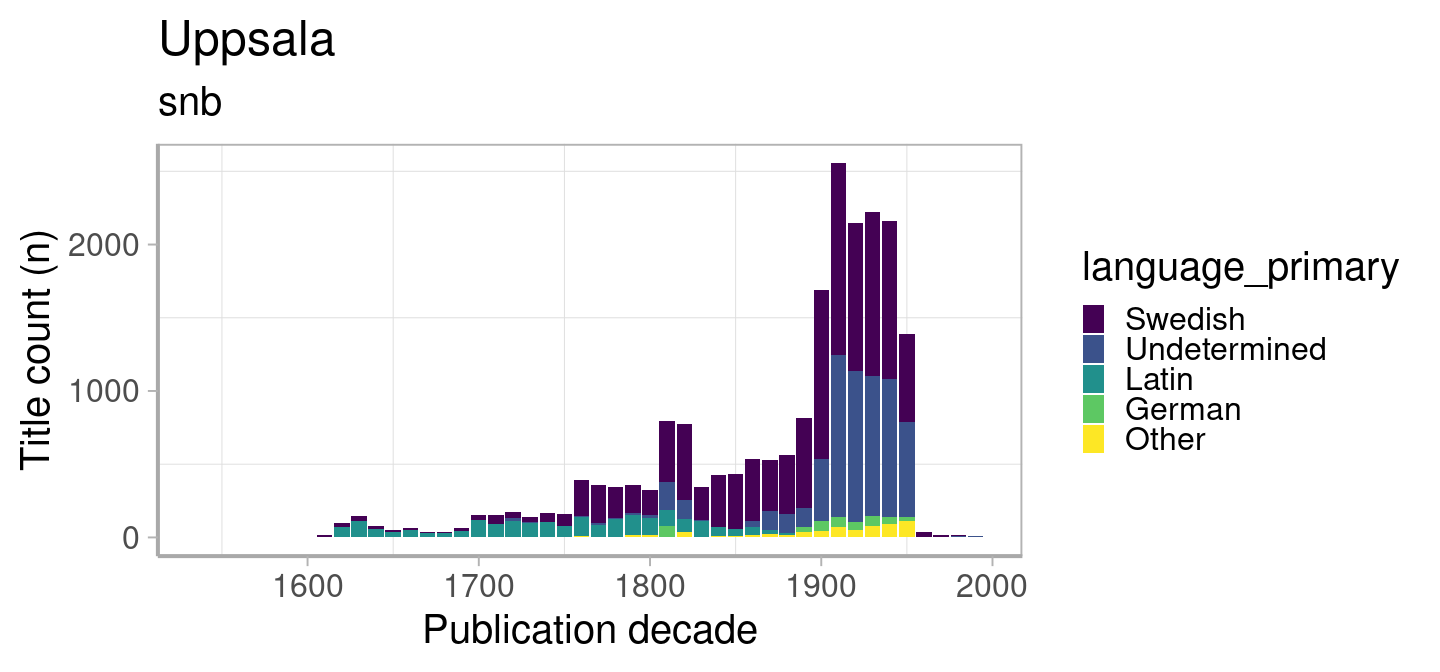 Uppsala
snb
Title count (n)
2000
1000
0
1600 1700 1800 1900 2000
Publication decade
language_primary
Swedish
Undetermined
Latin
German
Other